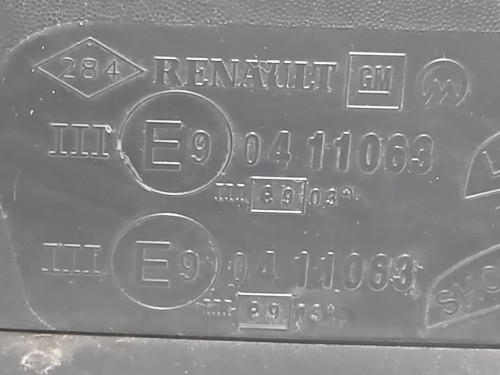 284 RENAULT GM
III E9 04 11063
III e9 03*
III E9 04 11063
III e9 03*